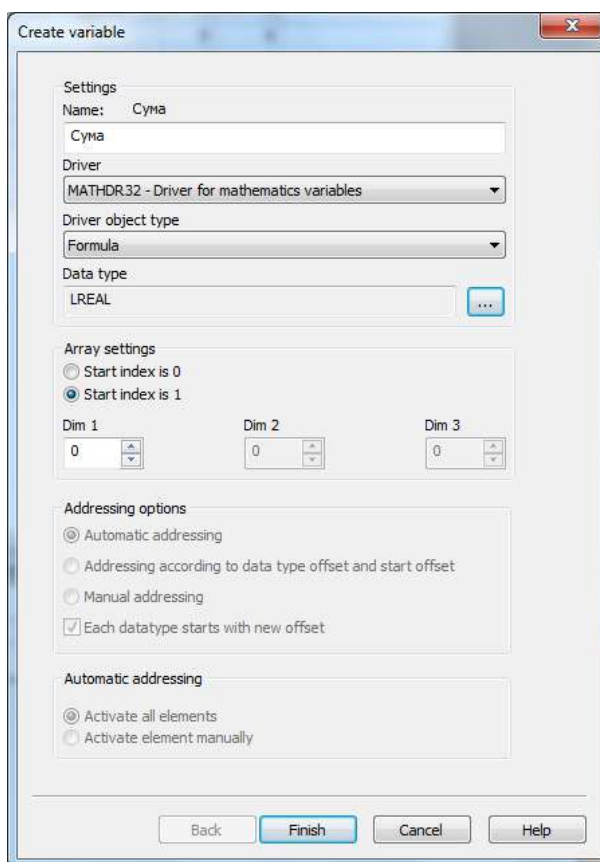 Create variable
Settings
Name: Сума
Сума
Driver
MATHDR32 - Driver for mathematics variables
Driver object type
Formula
Data type
LREAL
...
Array settings
Start index is 0
Start index is 1
Dim 1 Dim 2 Dim 3
0 0 0
Addressing options
Automatic addressing
Addressing according to data type offset and start offset
Manual addressing
Each datatype starts with new offset
Automatic addressing
Activate all elements
Activate element manually
Back Finish Cancel Help